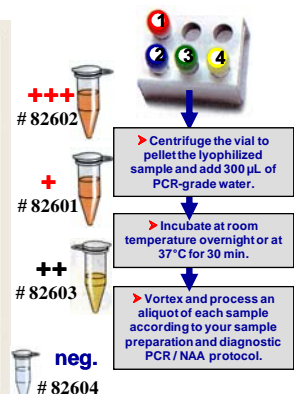 1
2 3 4
+++
# 82602
+
# 82601
++
# 82603
neg.
# 82604
➤ Centrifuge the vial to
pellet the lyophilized
sample and add 300 µL of
PCR-grade water.
➤ Incubate at room
temperature overnight or at
37°C for 30 min.
➤ Vortex and process an
aliquot of each sample
according to your sample
preparation and diagnostic
PCR / NAA protocol.